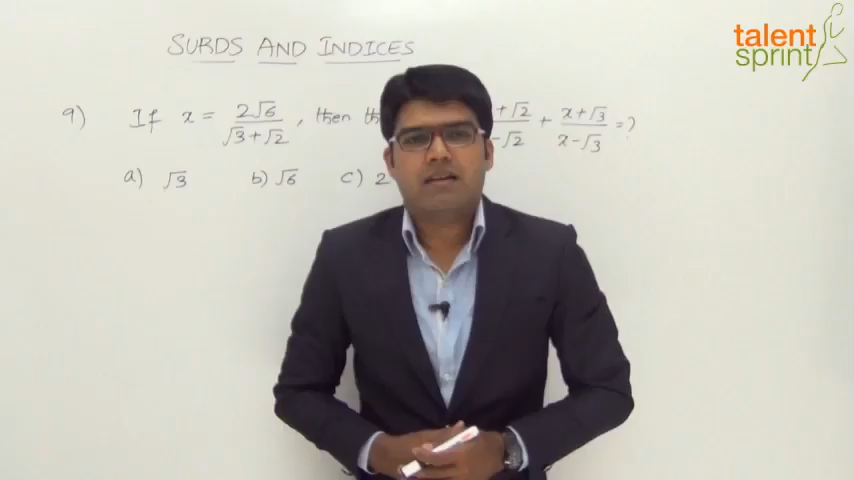 talent
sprint
SURDS AND INDICES
9) If x = 2√6 / (√3+√2) , then the +√2 / -√2 + (x+√3) / (x-√3) = ?
a) √3 b) √6 c) 2